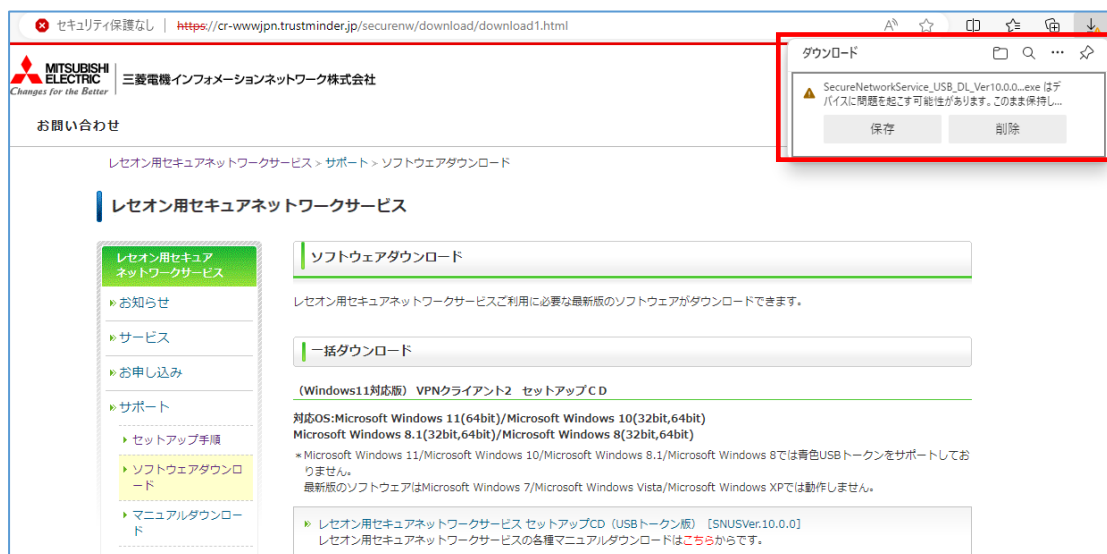 セキュリティ保護なし | https://cr-wwwjpn.trustminder.jp/securenw/download/download1.html
ダウンロード
SecureNetworkService_USB_DL_Ver10.0.0...exe はデ
バイスに問題を起こす可能性があります。このまま保持し...
保存 削除
MITSUBISHI
ELECTRIC
Changes for the Better
三菱電機インフォメーションネットワーク株式会社
お問い合わせ
レセオン用セキュアネットワークサービス > サポート > ソフトウェアダウンロード
レセオン用セキュアネットワークサービス
レセオン用セキュア
ネットワークサービス
お知らせ
サービス
お申し込み
サポート
セットアップ手順
ソフトウェアダウンロ
ード
マニュアルダウンロー
ド
ソフトウェアダウンロード
レセオン用セキュアネットワークサービスご利用に必要な最新版のソフトウェアがダウンロードできます。
一括ダウンロード
（Windows11対応版） VPNクライアント2 セットアップＣＤ
対応OS:Microsoft Windows 11(64bit)/Microsoft Windows 10(32bit,64bit)
Microsoft Windows 8.1(32bit,64bit)/Microsoft Windows 8(32bit,64bit)
＊Microsoft Windows 11/Microsoft Windows 10/Microsoft Windows 8.1/Microsoft Windows 8では青色USBトークンをサポートしてお
りません。
最新版のソフトウェアはMicrosoft Windows 7/Microsoft Windows Vista/Microsoft Windows XPでは動作しません。
レセオン用セキュアネットワークサービス セットアップCD（USBトークン版）［SNUSVer.10.0.0］
レセオン用セキュアネットワークサービスの各種マニュアルダウンロードはこちらからです。